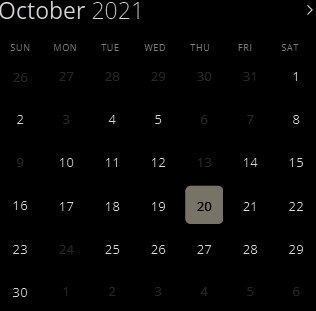 October 2021
SUN MON TUE WED THU FRI SAT
26 27 28 29 30 31 1
2 3 4 5 6 7 8
9 10 11 12 13 14 15
16 17 18 19 20 21 22
23 24 25 26 27 28 29
30 1 2 3 4 5 6